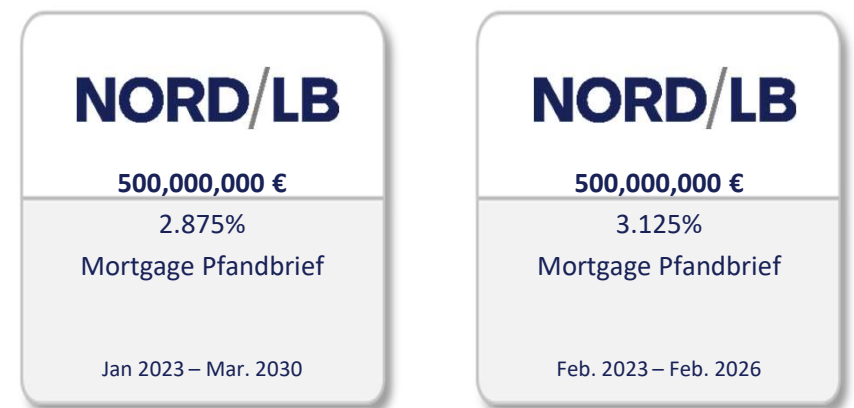 NORD/LB
500,000,000 €
2.875%
Mortgage Pfandbrief
Jan 2023 – Mar. 2030
NORD/LB
500,000,000 €
3.125%
Mortgage Pfandbrief
Feb. 2023 – Feb. 2026